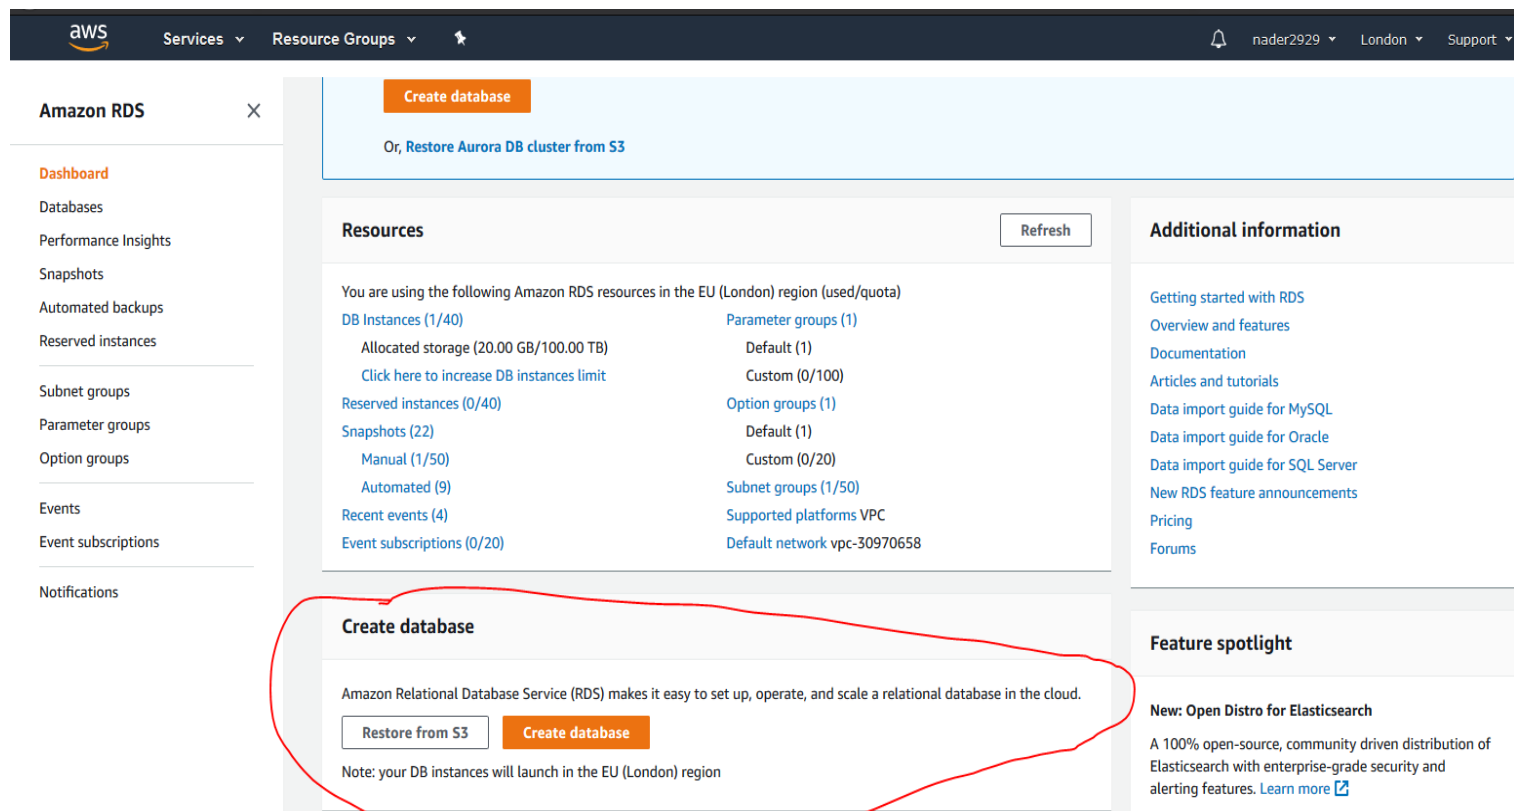 aws
Services
Resource Groups
nader2929
London
Support
Amazon RDS
Dashboard
Databases
Performance Insights
Snapshots
Automated backups
Reserved instances
Subnet groups
Parameter groups
Option groups
Events
Event subscriptions
Notifications
Create database
Or, Restore Aurora DB cluster from S3
Resources
Refresh
You are using the following Amazon RDS resources in the EU (London) region (used/quota)
DB Instances (1/40)
Allocated storage (20.00 GB/100.00 TB)
Click here to increase DB instances limit
Reserved instances (0/40)
Snapshots (22)
Manual (1/50)
Automated (9)
Recent events (4)
Event subscriptions (0/20)
Parameter groups (1)
Default (1)
Custom (0/100)
Option groups (1)
Default (1)
Custom (0/20)
Subnet groups (1/50)
Supported platforms VPC
Default network vpc-30970658
Create database
Amazon Relational Database Service (RDS) makes it easy to set up, operate, and scale a relational database in the cloud.
Restore from S3
Create database
Note: your DB instances will launch in the EU (London) region
Additional information
Getting started with RDS
Overview and features
Documentation
Articles and tutorials
Data import guide for MySQL
Data import guide for Oracle
Data import guide for SQL Server
New RDS feature announcements
Pricing
Forums
Feature spotlight
New: Open Distro for Elasticsearch
A 100% open-source, community driven distribution of
Elasticsearch with enterprise-grade security and
alerting features. Learn more